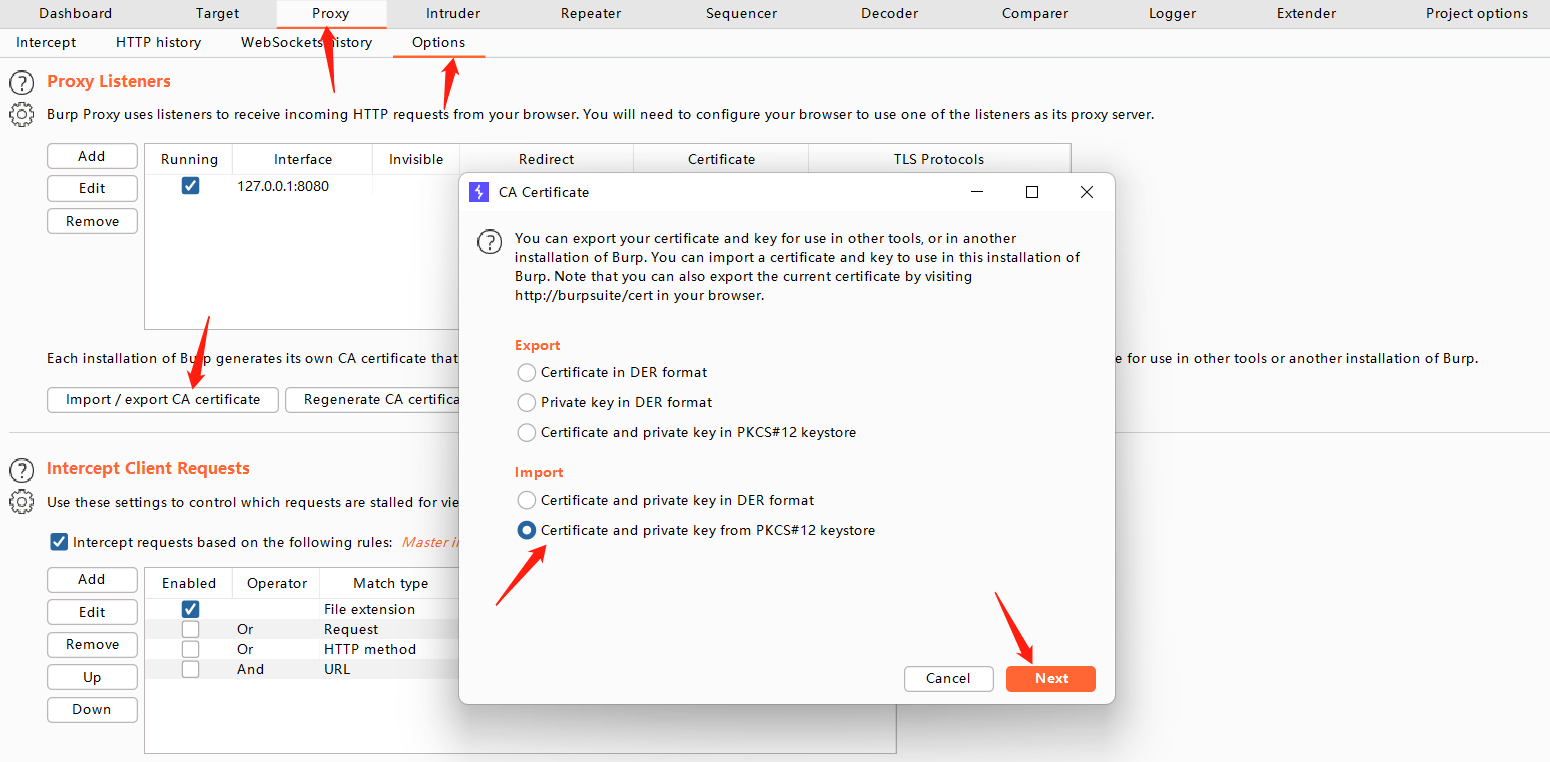 Dashboard Target Proxy Intruder Repeater Sequencer Decoder Comparer Logger Extender Project options
Intercept HTTP history WebSockets history Options
Proxy Listeners
Burp Proxy uses listeners to receive incoming HTTP requests from your browser. You will need to configure your browser to use one of the listeners as its proxy server.
Add
Edit
Remove
Running Interface Invisible Redirect Certificate TLS Protocols
127.0.0.1:8080
Each installation of Burp generates its own CA certificate that
e for use in other tools or another installation of Burp.
Import / export CA certificate Regenerate CA certifica
CA Certificate
You can export your certificate and key for use in other tools, or in another
installation of Burp. You can import a certificate and key to use in this installation of
Burp. Note that you can also export the current certificate by visiting
http://burpsuite/cert in your browser.
Export
Certificate in DER format
Private key in DER format
Certificate and private key in PKCS#12 keystore
Import
Certificate and private key in DER format
Certificate and private key from PKCS#12 keystore
Cancel Next
Intercept Client Requests
Use these settings to control which requests are stalled for vie
Intercept requests based on the following rules: Master i
Add
Edit
Remove
Up
Down
Enabled Operator Match type
File extension
Or Request
Or HTTP method
And URL